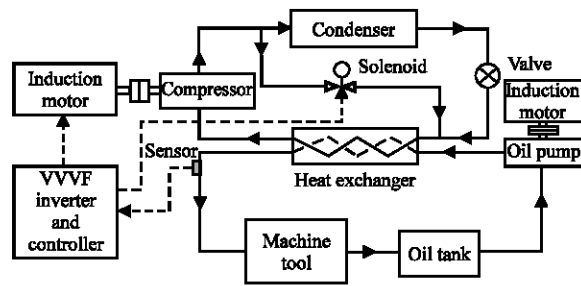 Condenser
Solenoid
Valve
Induction
motor
Compressor
Induction
motor
Oil pump
Sensor
Heat exchanger
VVVF
inverter
and
controller
Machine
tool
Oil tank